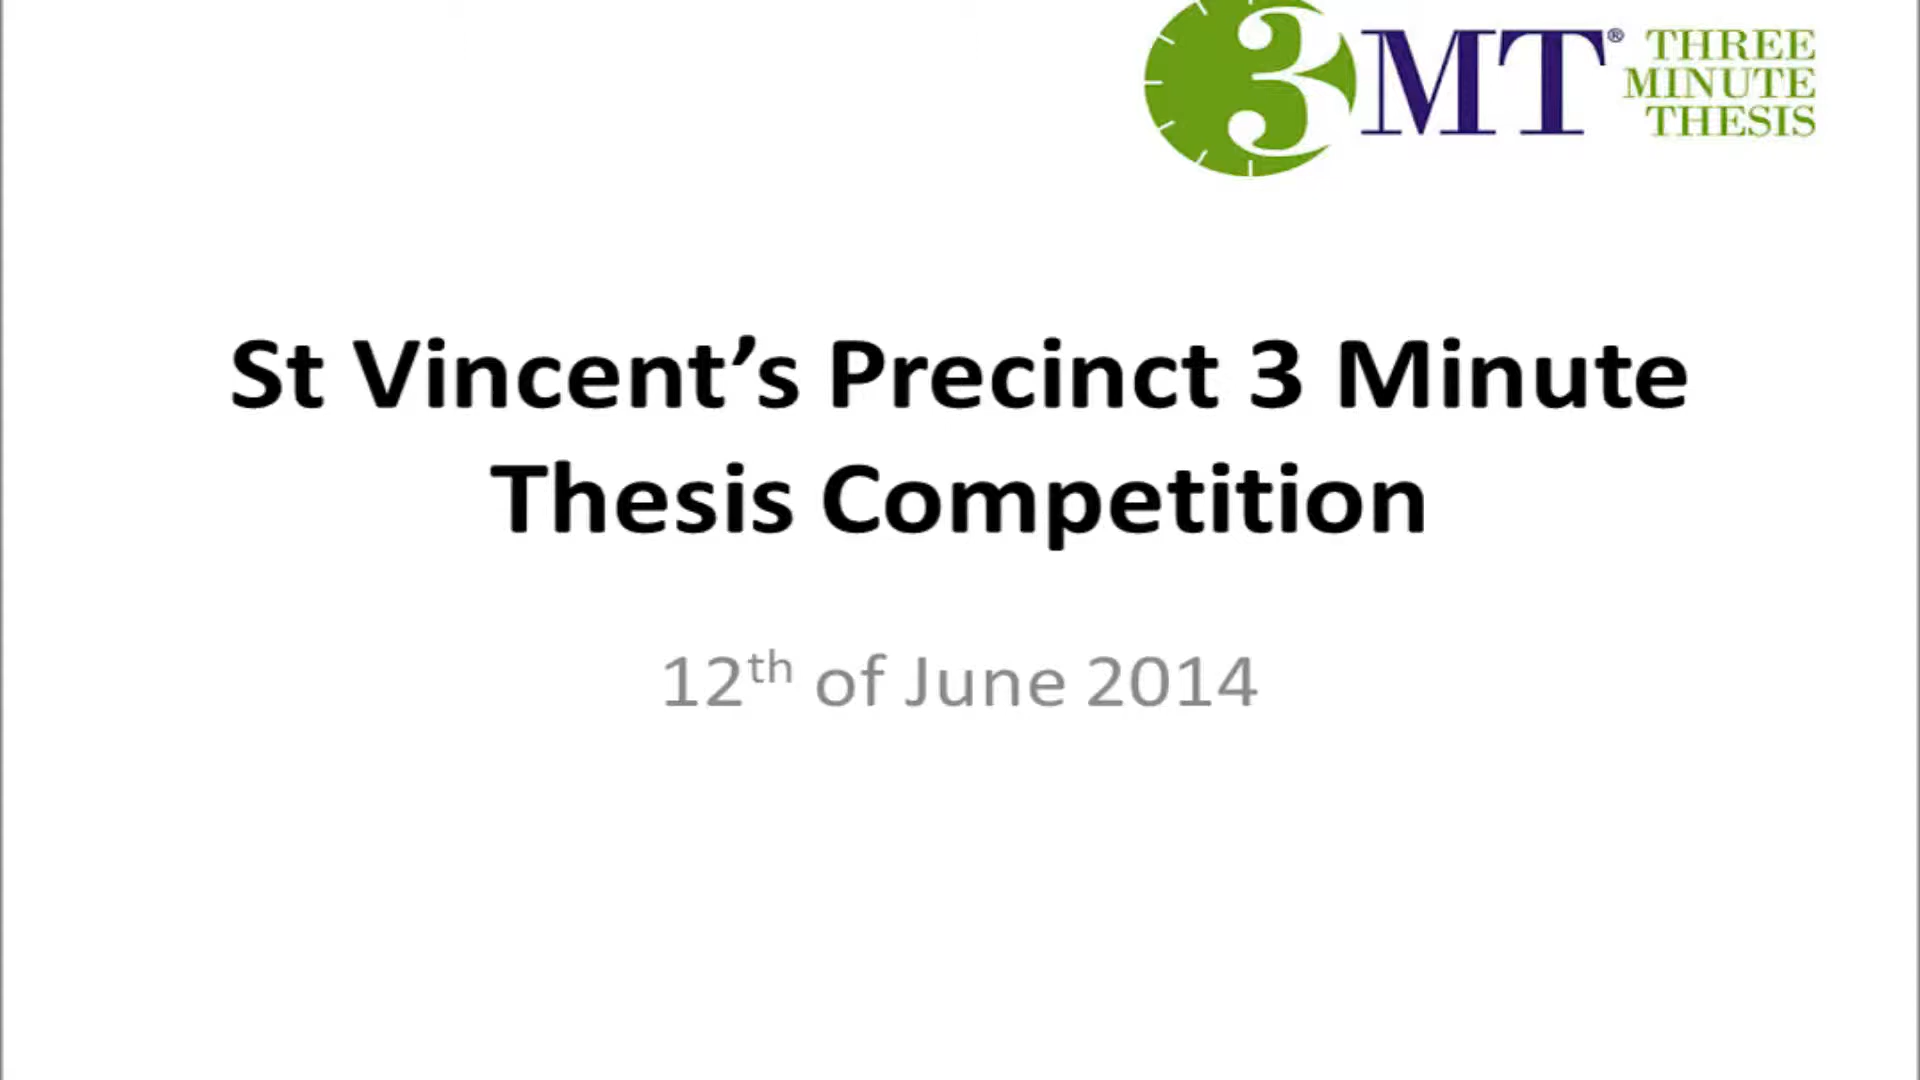 3MT® THREE
MINUTE
THESIS
St Vincent’s Precinct 3 Minute
Thesis Competition
12th of June 2014